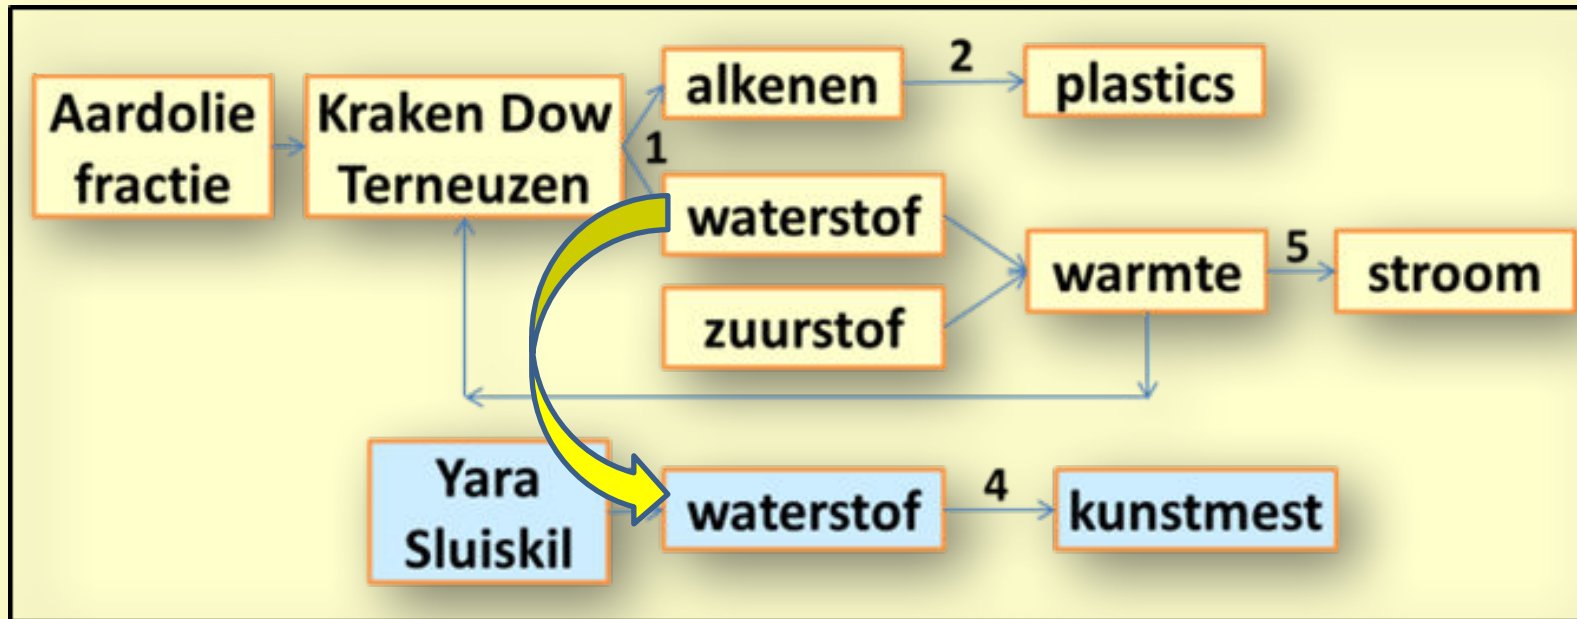 Aardolie
fractie
Kraken Dow
Terneuzen
1
alkenen
2
plastics
waterstof
zuurstof
warmte
5
stroom
Yara
Sluiskil
waterstof
4
kunstmest